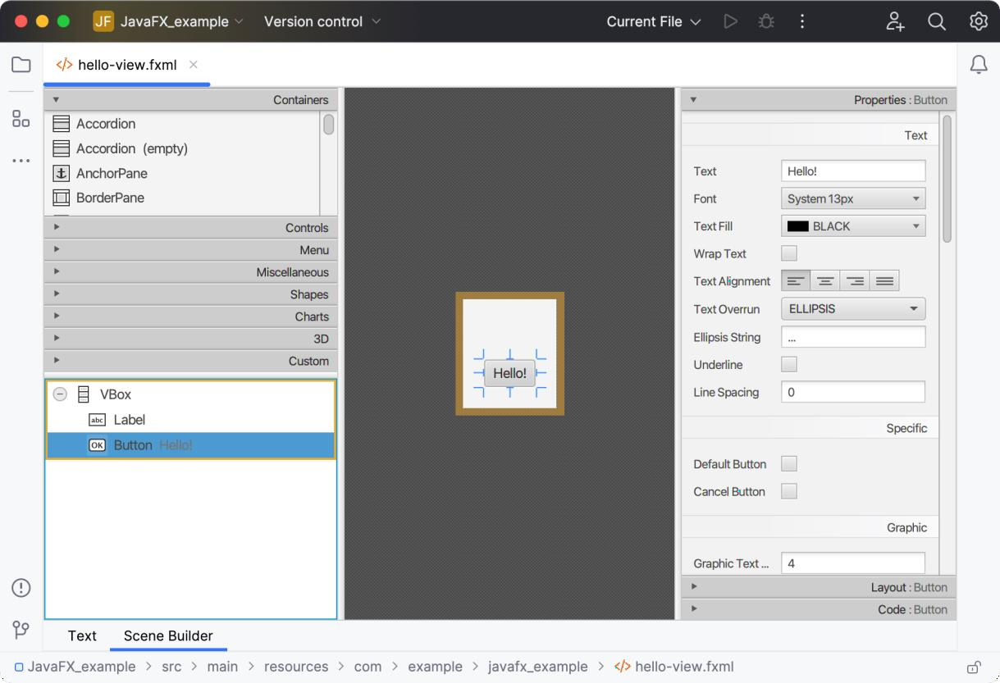 JF JavaFX_example Version control Current File
hello-view.fxml
Containers
Accordion
Accordion (empty)
AnchorPane
BorderPane
Controls
Menu
Miscellaneous
Shapes
Charts
3D
Custom
VBox
abc Label
OK Button Hello!
Hello!
Properties : Button
Text
Text Hello!
Font System 13px
Text Fill BLACK
Wrap Text
Text Alignment
Text Overrun ELLIPSIS
Ellipsis String ...
Underline
Line Spacing 0
Specific
Default Button
Cancel Button
Graphic
Graphic Text ... 4
Layout : Button
Code : Button
Text Scene Builder
JavaFX_example > src > main > resources > com > example > javafx_example > hello-view.fxml